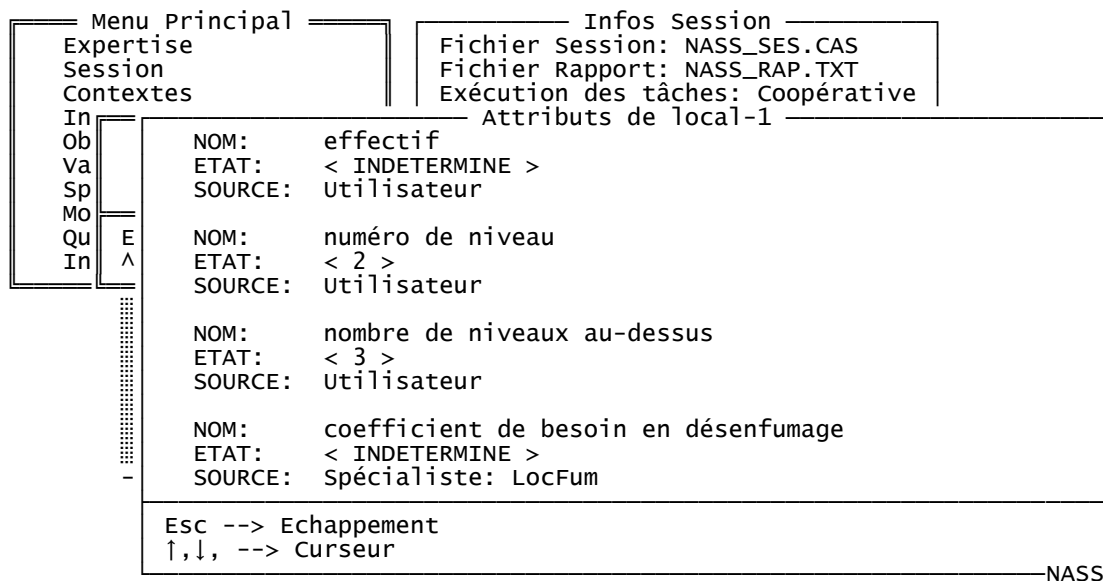 Menu Principal
Infos Session
Expertise
Fichier Session: NASS_SES.CAS
Session
Fichier Rapport: NASS_RAP.TXT
Contextes
Exécution des tâches: Coopérative
In
Attributs de local-1
Ob
NOM: effectif
Va
ETAT: < INDETERMINE >
Sp
SOURCE: Utilisateur
Mo
Qu E
NOM: numéro de niveau
In ^
ETAT: < 2 >
SOURCE: Utilisateur
NOM: nombre de niveaux au-dessus
ETAT: < 3 >
SOURCE: Utilisateur
NOM: coefficient de besoin en désenfumage
ETAT: < INDETERMINE >
- SOURCE: Spécialiste: LocFum
Esc --> Echappement
↑,↓, --> Curseur
NASS